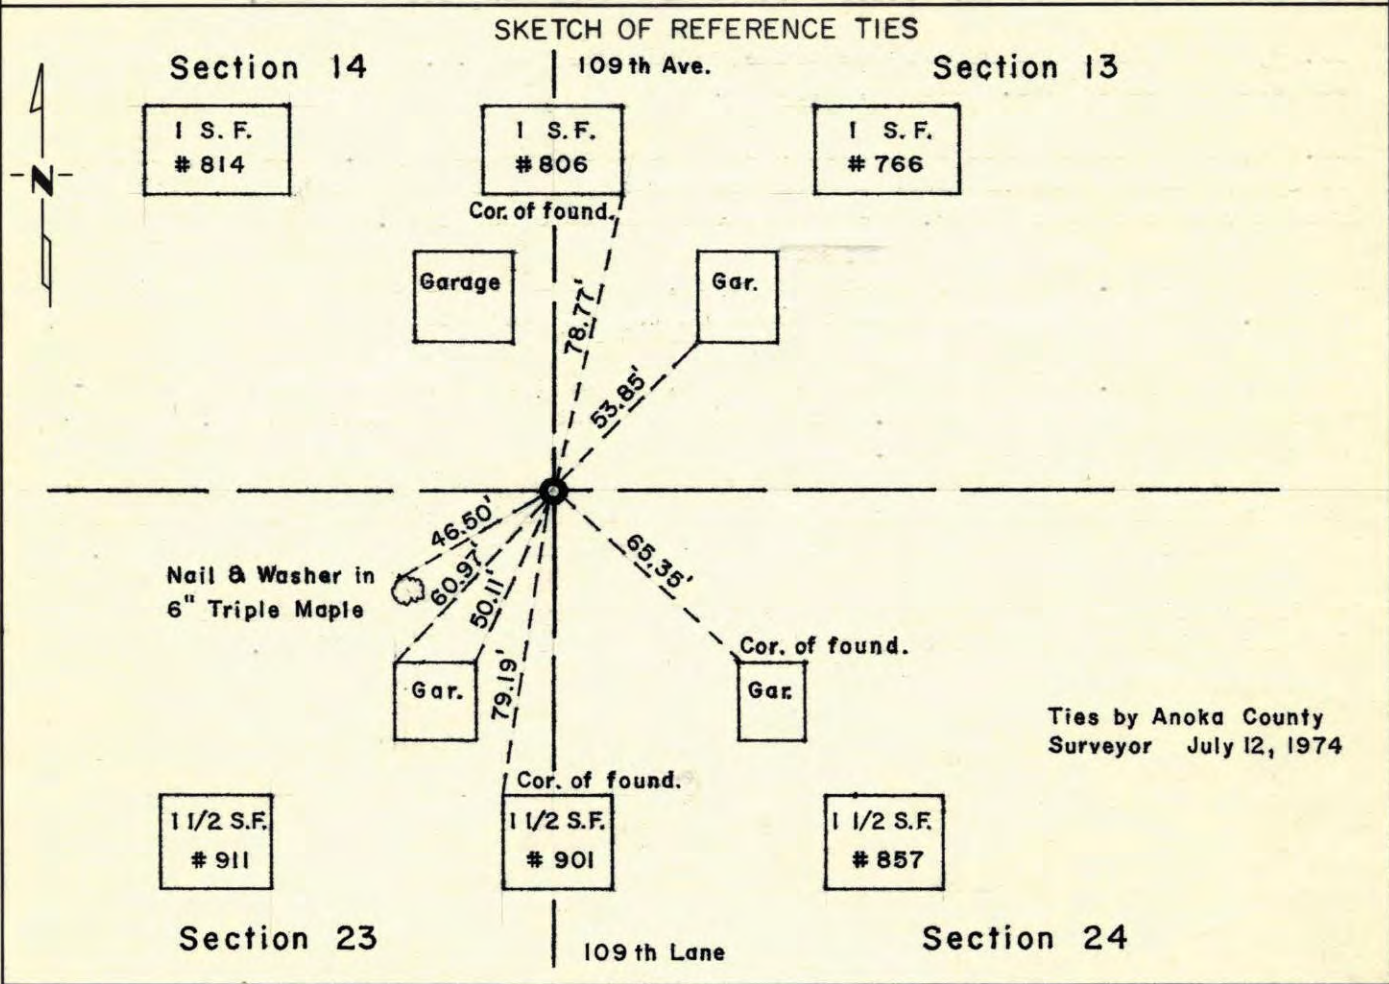 SKETCH OF REFERENCE TIES
Section 14
109th Ave.
Section 13
N
1 S. F.
# 814
1 S.F.
# 806
1 S. F.
# 766
Cor. of found.
Garage
Gar.
78.77'
53.85'
46.50'
60.97'
50.11'
79.19'
65.35'
Nail & Washer in
6" Triple Maple
Gar.
Cor. of found.
Gar.
Ties by Anoka County
Surveyor July 12, 1974
Cor. of found.
1 1/2 S.F.
# 911
1 1/2 S.F.
# 901
1 1/2 S.F.
# 857
Section 23
109th Lane
Section 24